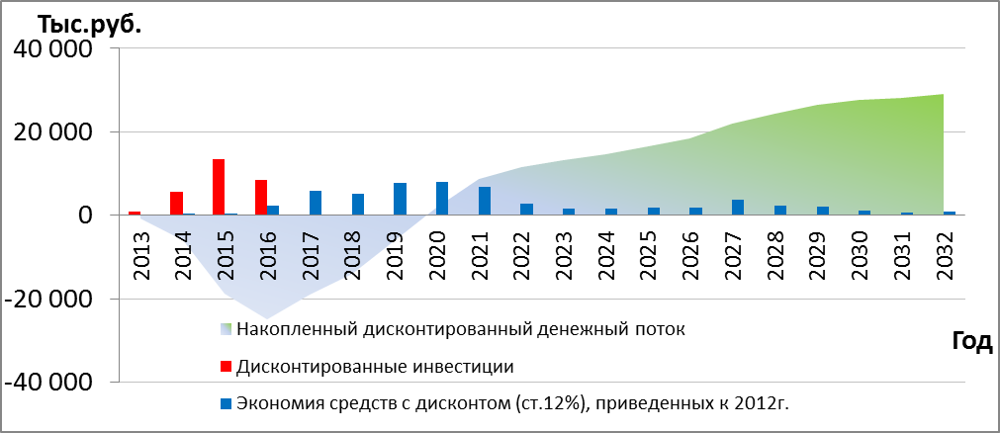 Тыс.руб.
40 000
20 000
0
-20 000
-40 000
2013 2014 2015 2016 2017 2018 2019 2020 2021 2022 2023 2024 2025 2026 2027 2028 2029 2030 2031 2032
Накопленный дисконтированный денежный поток
Год
Дисконтированные инвестиции
Экономия средств с дисконтом (ст.12%), приведенных к 2012г.